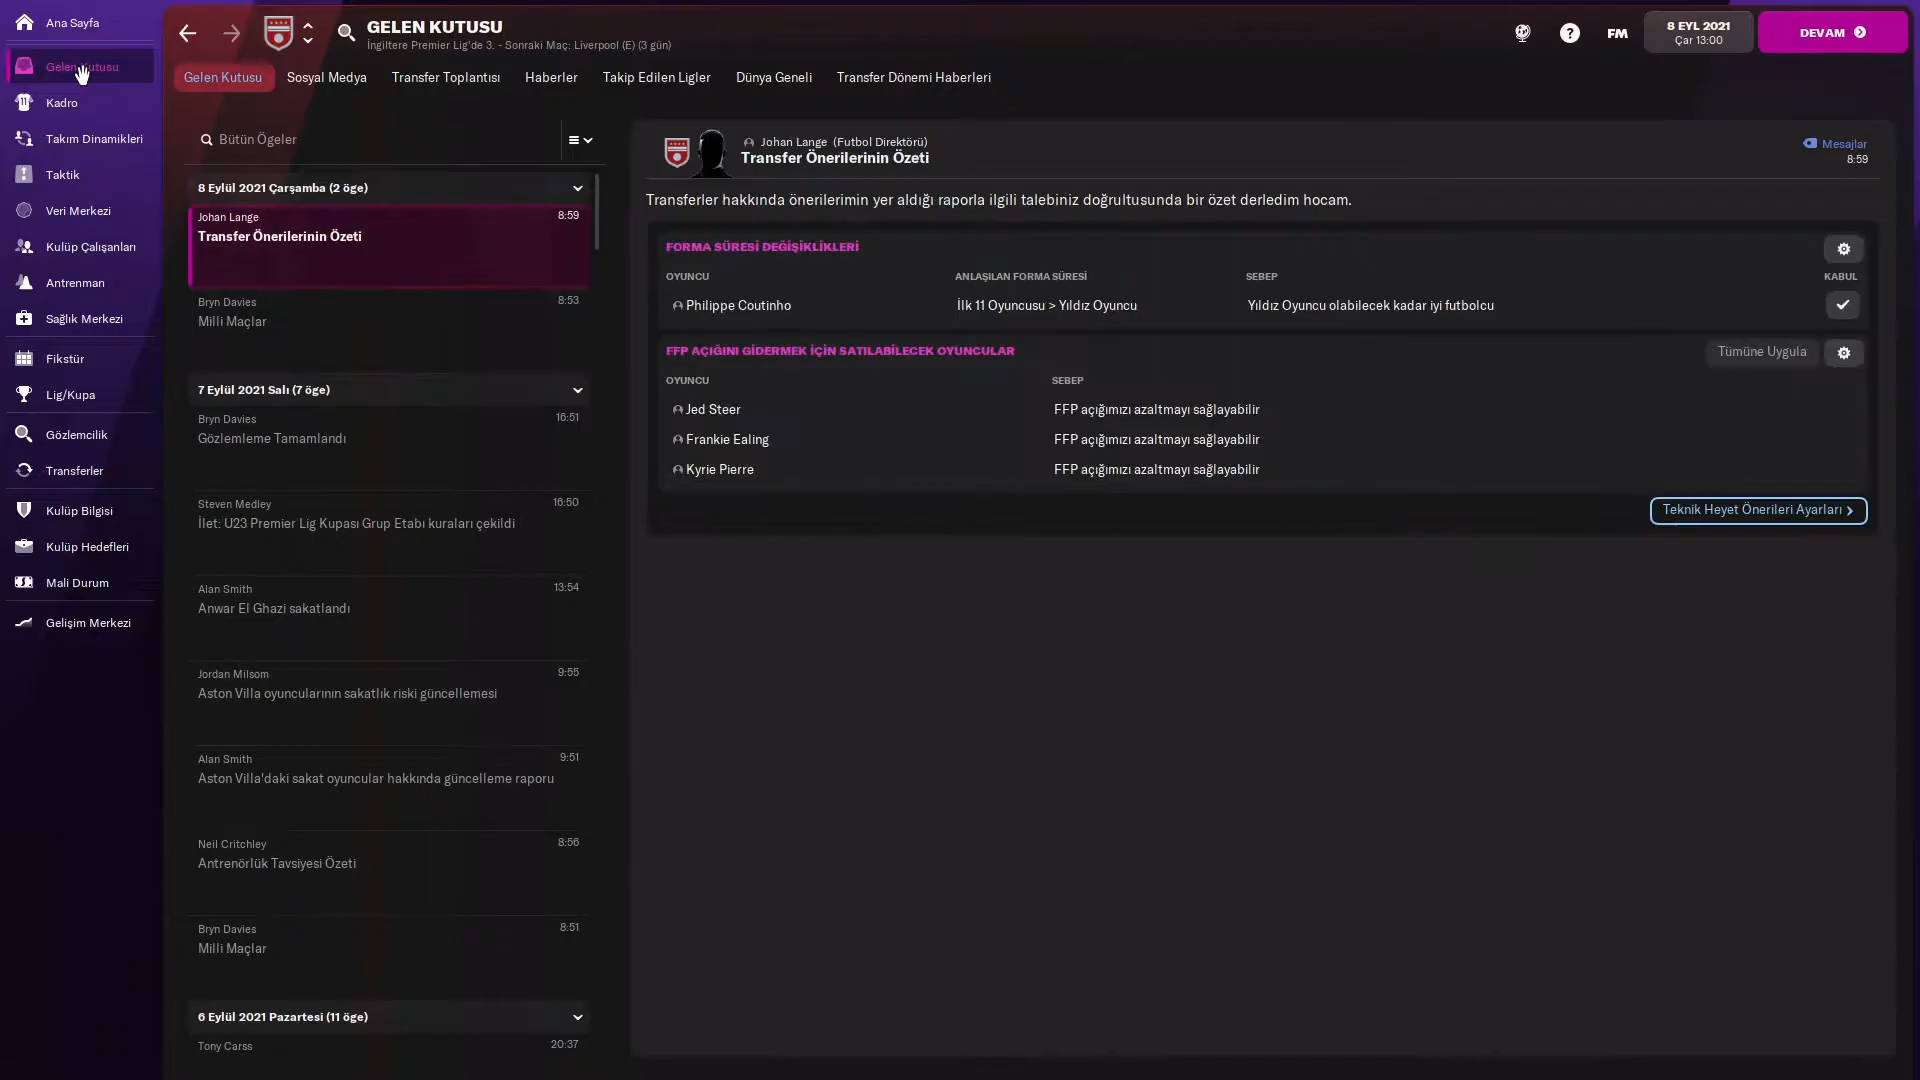 Ana Sayfa
Gelen Kutusu
Kadro
Takım Dinamikleri
Taktik
Veri Merkezi
Kulüp Çalışanları
Antrenman
Sağlık Merkezi
Fikstür
Lig/Kupa
Gözlemcilik
Transferler
Kulüp Bilgisi
Kulüp Hedefleri
Mali Durum
Gelişim Merkezi
GELEN KUTUSU
İngiltere Premier Lig'de 3. - Sonraki Maç: Liverpool (E) (3 gün)
FM
8 EYL 2021
Çar 13:00
DEVAM
Gelen Kutusu
Sosyal Medya
Transfer Toplantısı
Haberler
Takip Edilen Ligler
Dünya Geneli
Transfer Dönemi Haberleri
Bütün Ögeler
8 Eylül 2021 Çarşamba (2 öge)
Johan Lange 8:59
Transfer Önerilerinin Özeti
Bryn Davies 8:53
Milli Maçlar
7 Eylül 2021 Salı (7 öge)
Bryn Davies 16:51
Gözlemleme Tamamlandı
Steven Medley 16:50
İlet: U23 Premier Lig Kupası Grup Etabı kuraları çekildi
Alan Smith 13:54
Anwar El Ghazi sakatlandı
Jordan Milsom 9:55
Aston Villa oyuncularının sakatlık riski güncellemesi
Alan Smith 9:51
Aston Villa'daki sakat oyuncular hakkında güncelleme raporu
Neil Critchley 8:56
Antrenörlük Tavsiyesi Özeti
Bryn Davies 8:51
Milli Maçlar
6 Eylül 2021 Pazartesi (11 öge)
Tony Carss 20:37
Johan Lange (Futbol Direktörü)
Transfer Önerilerinin Özeti
Mesajlar
8:59
Transferler hakkında önerilerimin yer aldığı raporla ilgili talebiniz doğrultusunda bir özet derledim hocam.
FORMA SÜRESİ DEĞİŞİKLİKLERİ
OYUNCU ANLAŞILAN FORMA SÜRESİ SEBEP KABUL
Philippe Coutinho İlk 11 Oyuncusu > Yıldız Oyuncu Yıldız Oyuncu olabilecek kadar iyi futbolcu
FFP AÇIĞINI GİDERMEK İÇİN SATILABİLECEK OYUNCULAR
Tümüne Uygula
OYUNCU SEBEP
Jed Steer FFP açığımızı azaltmayı sağlayabilir
Frankie Ealing FFP açığımızı azaltmayı sağlayabilir
Kyrie Pierre FFP açığımızı azaltmayı sağlayabilir
Teknik Heyet Önerileri Ayarları